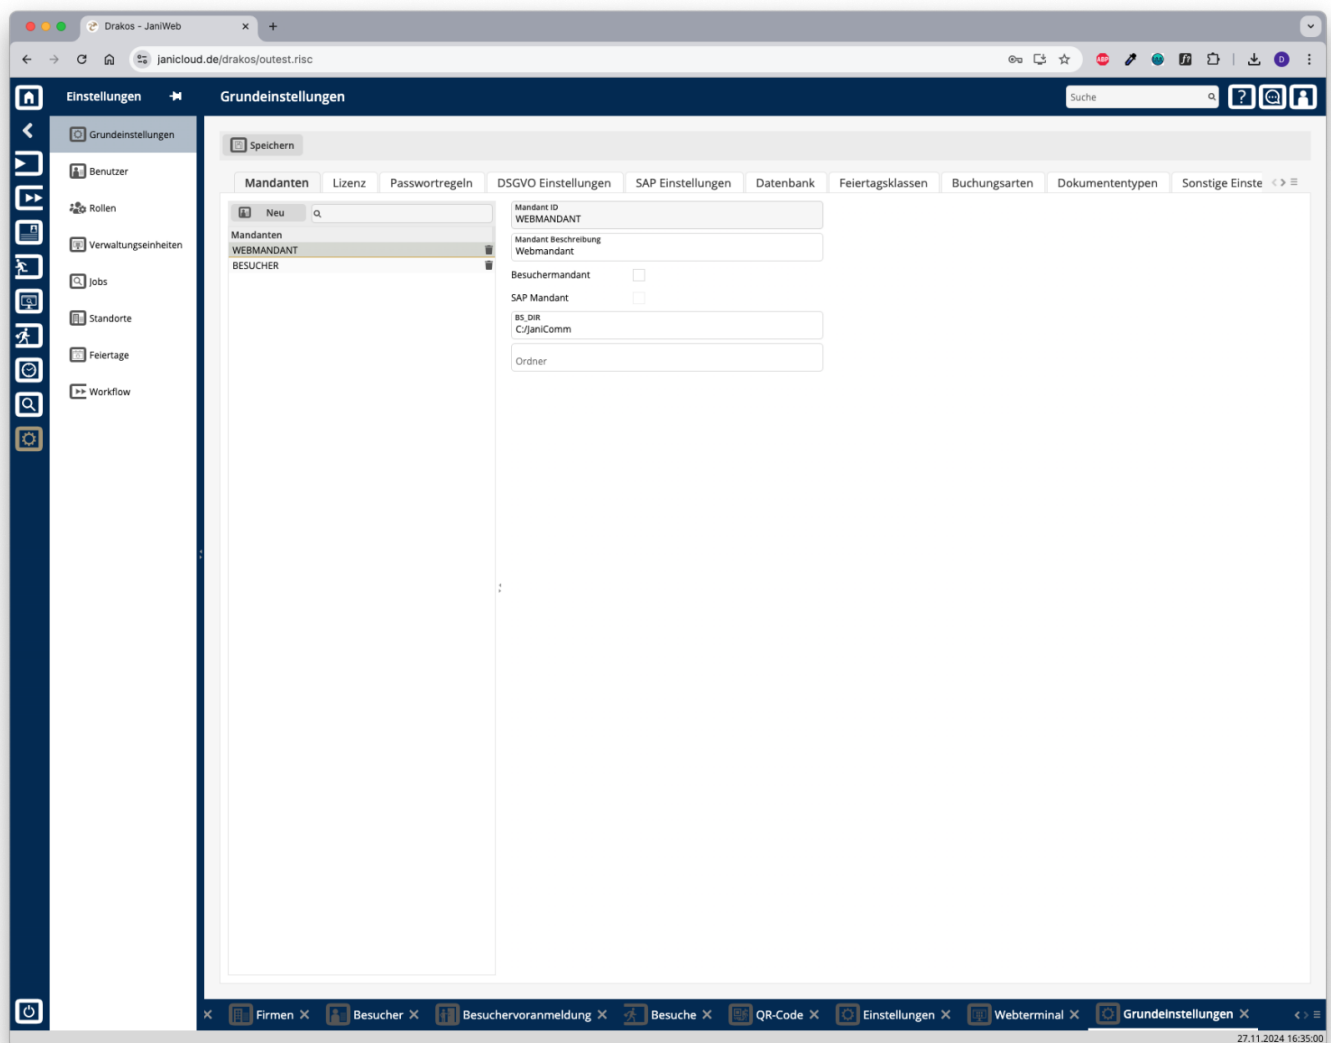 Drakos - JaniWeb
janicloud.de/drakos/outest.risc
ABP
D
Einstellungen
Grundeinstellungen
Suche
?
Grundeinstellungen
Benutzer
Rollen
Verwaltungseinheiten
Jobs
Standorte
Feiertage
Workflow
Speichern
Mandanten Lizenz Passwortregeln DSGVO Einstellungen SAP Einstellungen Datenbank Feiertagsklassen Buchungsarten Dokumententypen Sonstige Einste
Neu
Mandanten
WEBMANDANT
BESUCHER
Mandant ID
WEBMANDANT
Mandant Beschreibung
Webmandant
Besuchermandant
SAP Mandant
BS_DIR
C:/JaniComm
Ordner
Firmen Besucher Besuchervoranmeldung Besuche QR-Code Einstellungen Webterminal Grundeinstellungen
27.11.2024 16:35:00